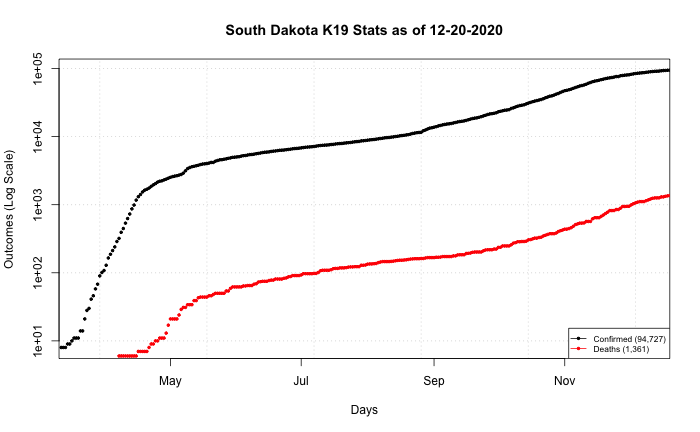 South Dakota K19 Stats as of 12-20-2020
Outcomes (Log Scale)
1e+05
1e+04
1e+03
1e+02
1e+01
Confirmed (94,727)
Deaths (1,361)
May
Jul
Sep
Nov
Days